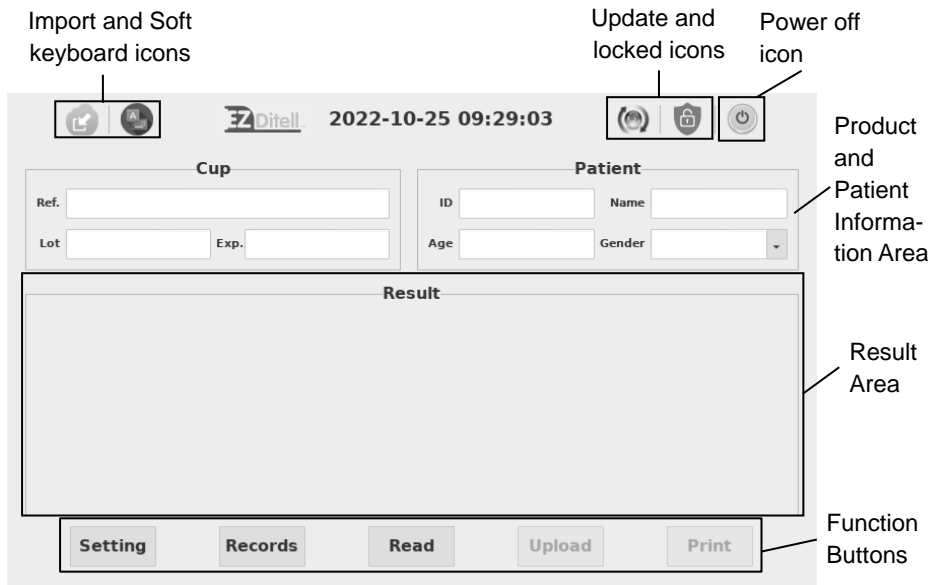 Import and Soft
keyboard icons
Update and
locked icons
Power off
icon
EZDitell
2022-10-25 09:29:03
Product
and
Patient
Informa-
tion Area
Cup
Ref.
Lot
Exp.
Patient
ID
Name
Age
Gender
Result
Result
Area
Setting
Records
Read
Upload
Print
Function
Buttons